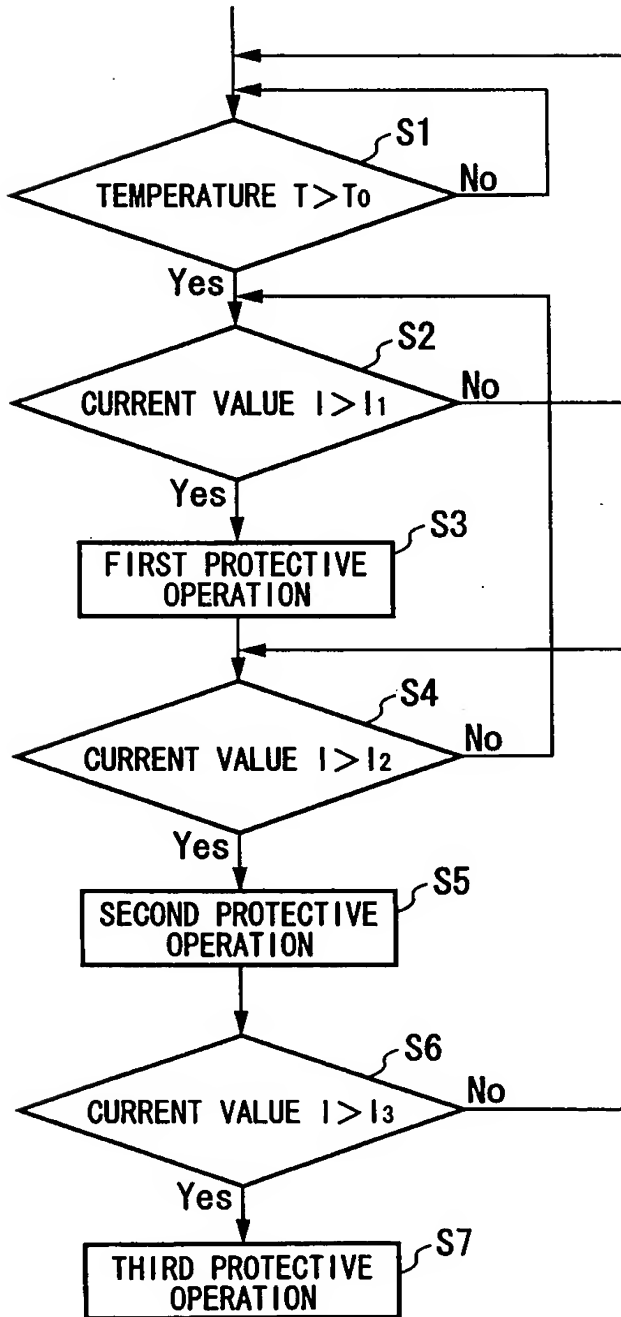 S1
TEMPERATURE T>T0
No
Yes
S2
CURRENT VALUE I>I1
No
Yes
S3
FIRST PROTECTIVE
OPERATION
S4
CURRENT VALUE I>I2
No
Yes
S5
SECOND PROTECTIVE
OPERATION
S6
CURRENT VALUE I>I3
No
Yes
S7
THIRD PROTECTIVE
OPERATION